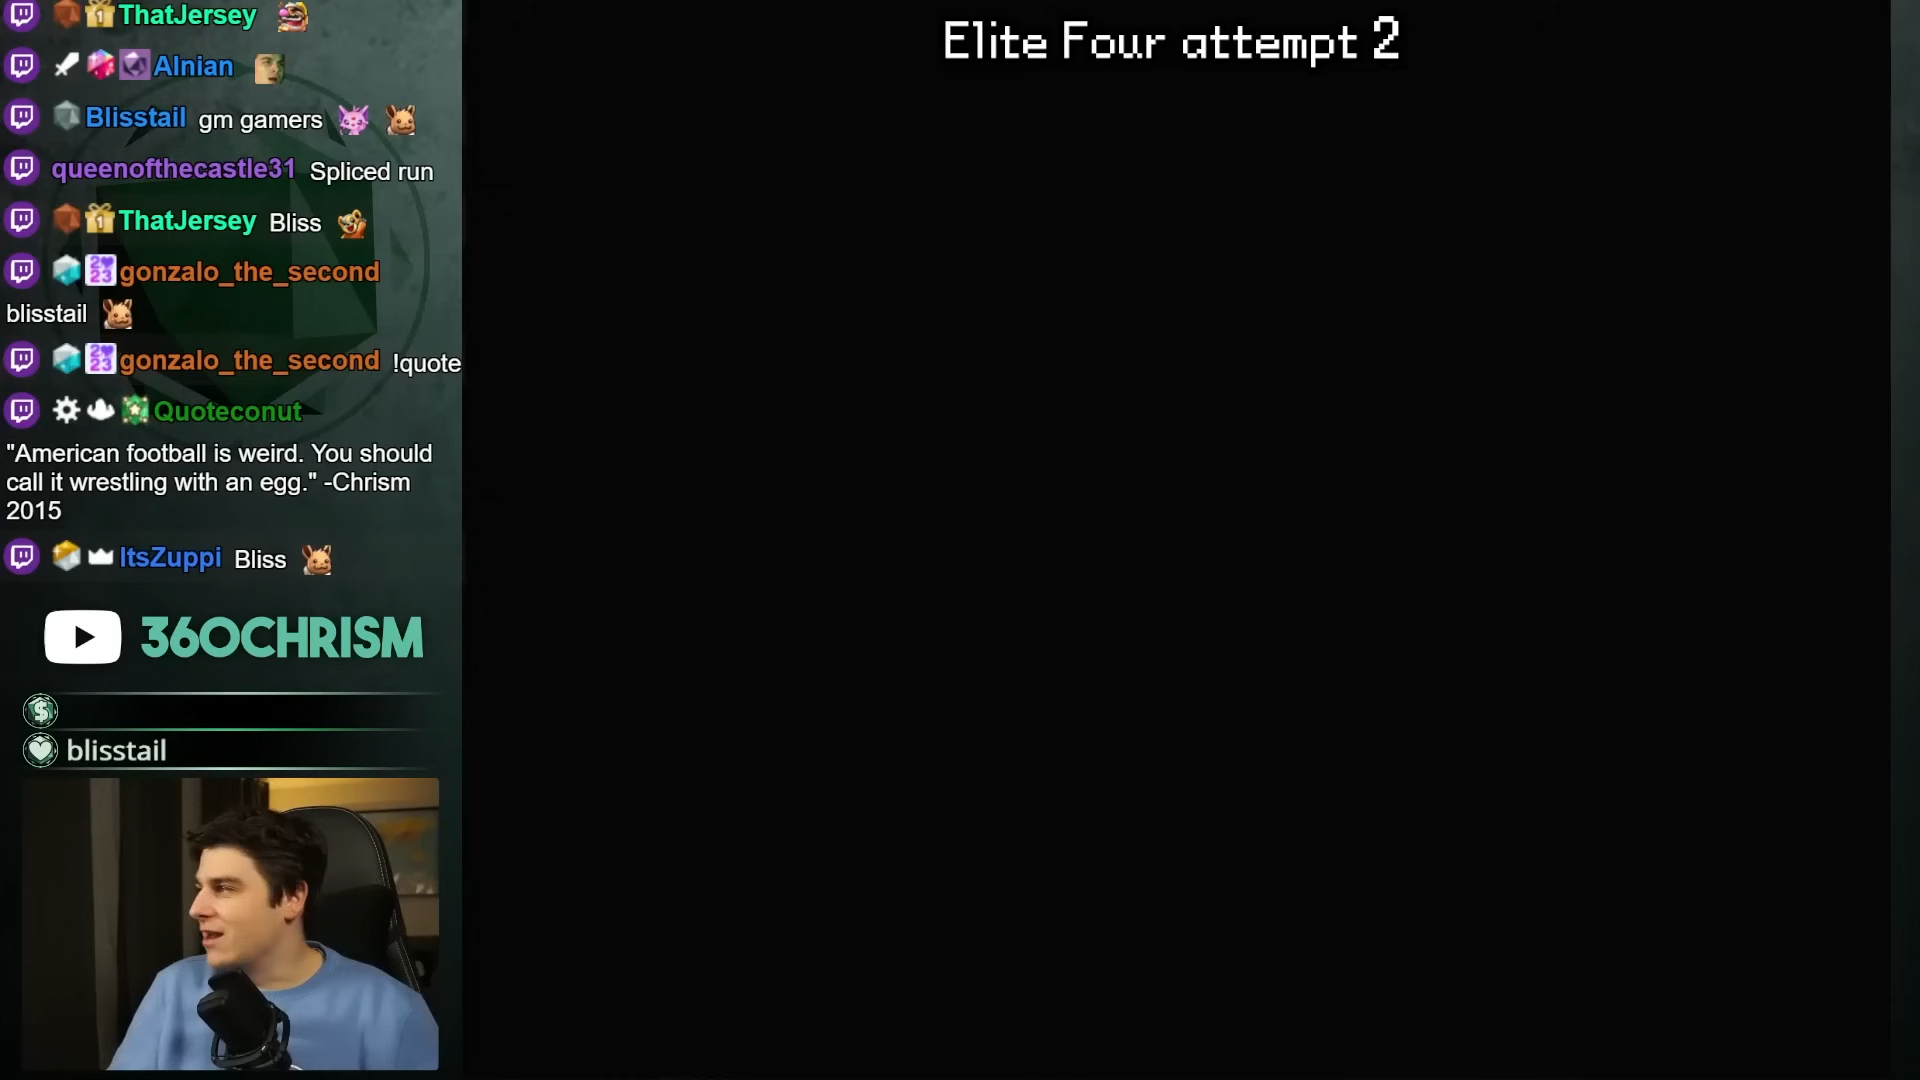 ThatJersey
Elite Four attempt 2
Alnian
Blisstail gm gamers
queenofthecastle31 Spliced run
ThatJersey Bliss
gonzalo_the_second
blisstail
gonzalo_the_second !quote
Quoteconut
"American football is weird. You should
call it wrestling with an egg." -Chrism
2015
ItsZuppi Bliss
360CHRISM
blisstail